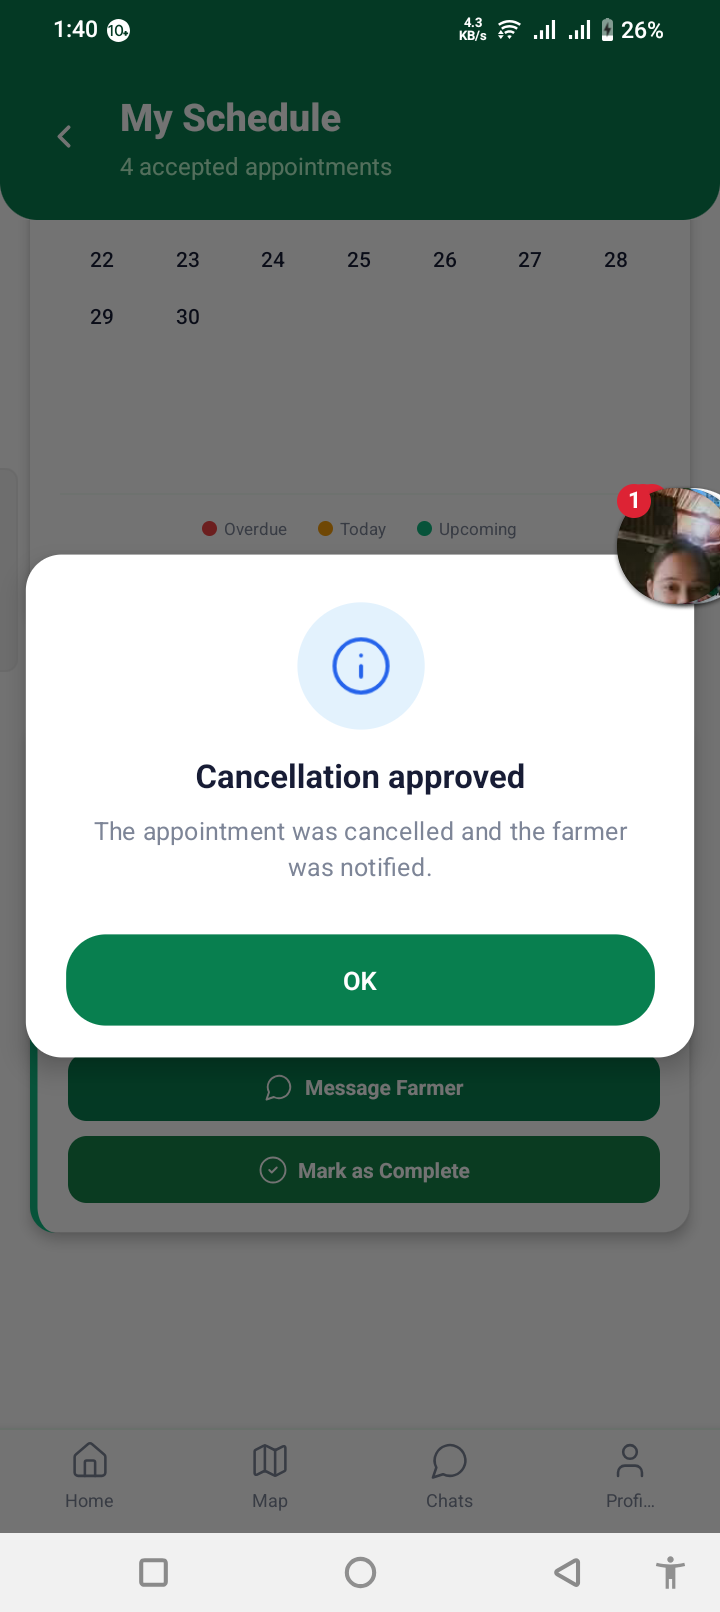 1:40 10+ 4.3 KB/s 26%
My Schedule
4 accepted appointments
22 23 24 25 26 27 28
29 30
1
Overdue Today Upcoming
Cancellation approved
The appointment was cancelled and the farmer
was notified.
OK
Message Farmer
Mark as Complete
Home Map Chats Profi...